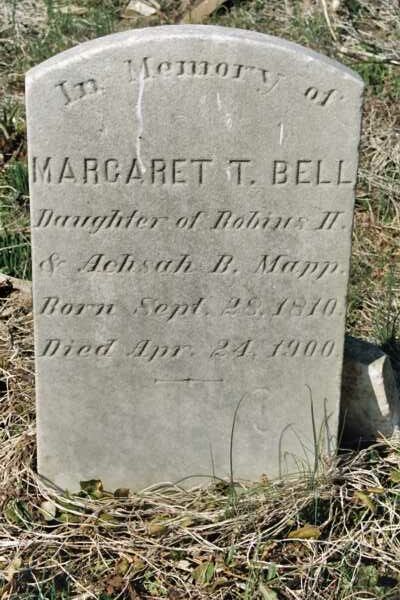 In Memory of
MARGARET T. BELL
Daughter of Robins H.
& Achsah B. Mapp.
Born Sept. 28, 1810.
Died Apr. 24, 1900.